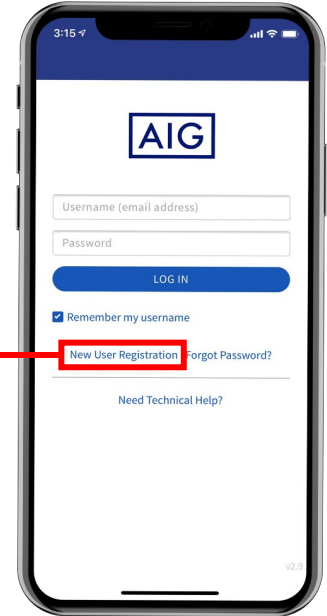 3:15
AIG
Username (email address)
Password
LOG IN
Remember my username
New User Registration Forgot Password?
Need Technical Help?
v2.9